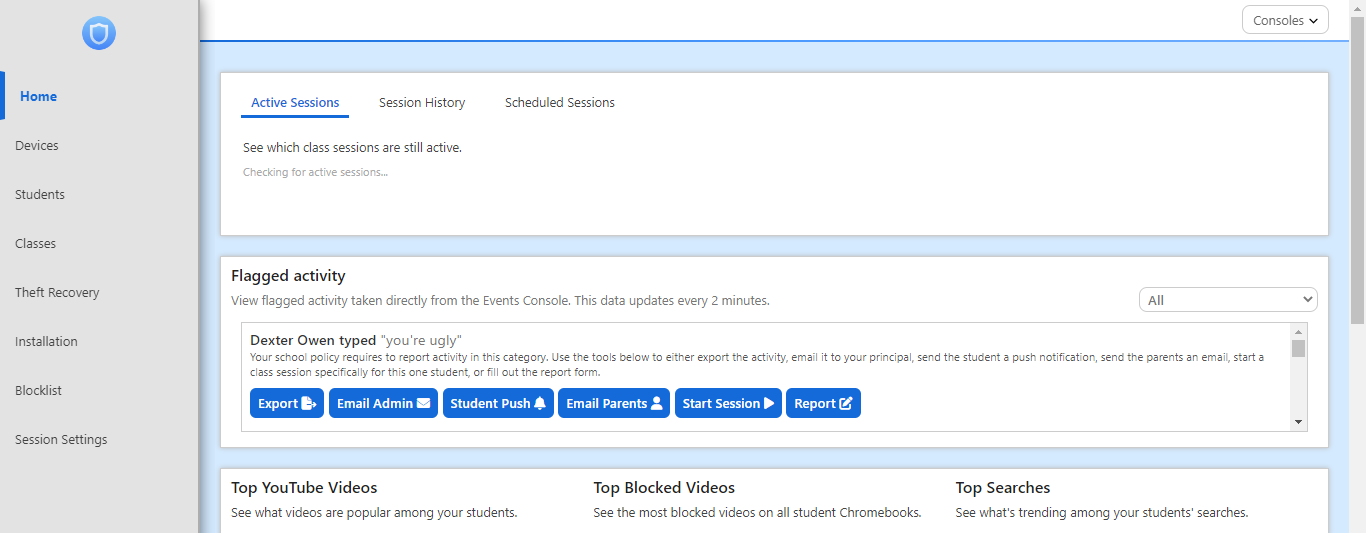 Consoles
Home
Devices
Students
Classes
Theft Recovery
Installation
Blocklist
Session Settings
Active Sessions Session History Scheduled Sessions
See which class sessions are still active.
Checking for active sessions...
Flagged activity
View flagged activity taken directly from the Events Console. This data updates every 2 minutes.
All
Dexter Owen typed "you're ugly"
Your school policy requires to report activity in this category. Use the tools below to either export the activity, email it to your principal, send the student a push notification, send the parents an email, start a
class session specifically for this one student, or fill out the report form.
Export Email Admin Student Push Email Parents Start Session Report
Top YouTube Videos
See what videos are popular among your students.
Top Blocked Videos
See the most blocked videos on all student Chromebooks.
Top Searches
See what's trending among your students' searches.